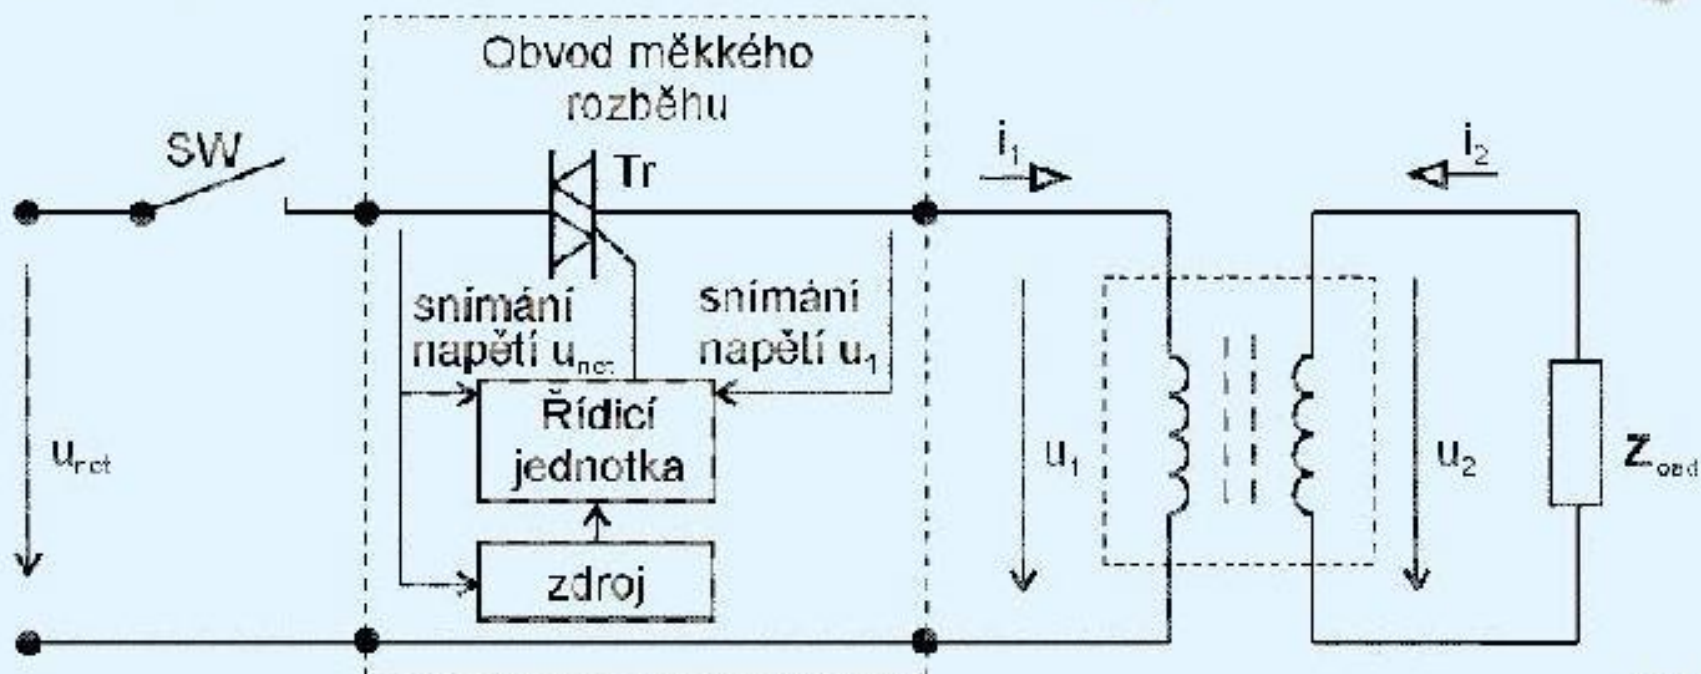 Obvod měkkého
rozběhu
SW
Tr
i₁
i₂
snímání
napětí uₙₑₜ
snímání
napětí u₁
Řídicí
jednotka
zdroj
uₙₑₜ
u₁
u₂